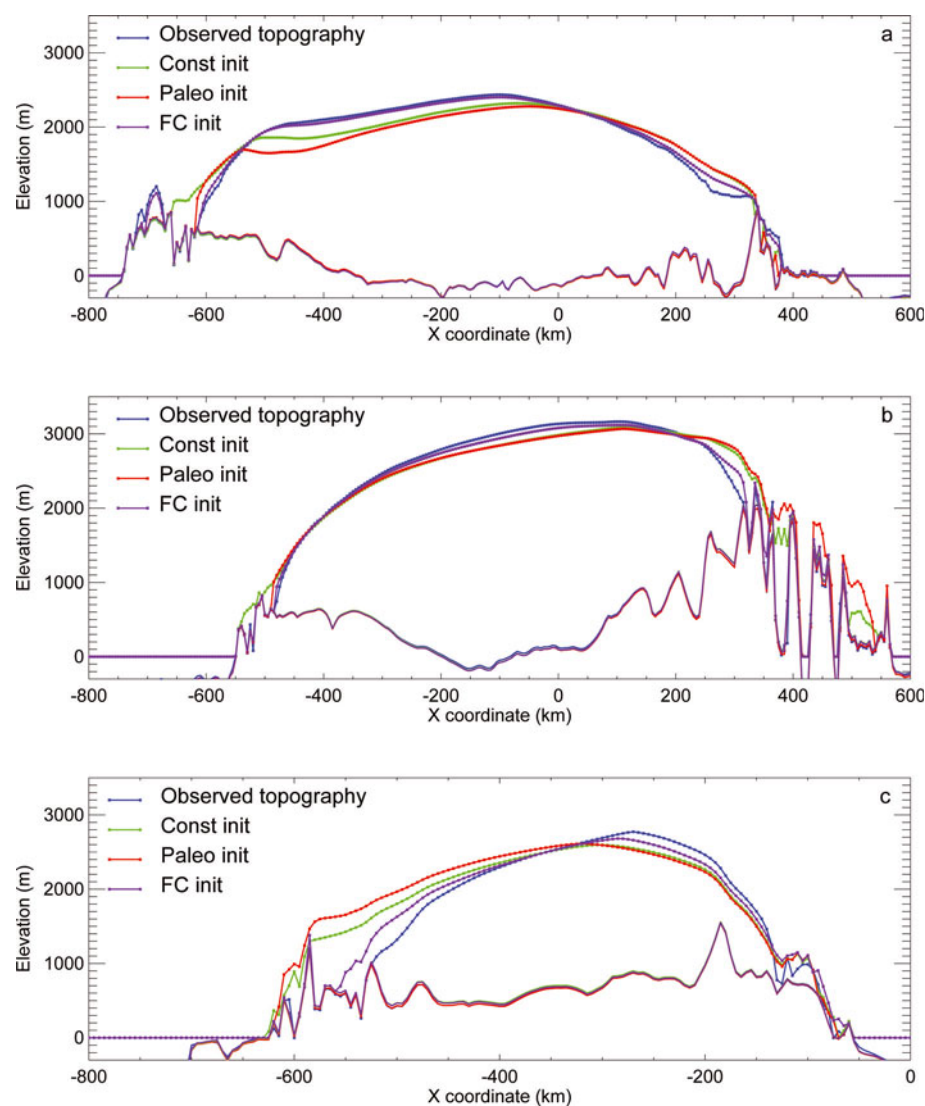 a
Observed topography
Const init
Paleo init
FC init
3000
2000
1000
0
Elevation (m)
-800 -600 -400 -200 0 200 400 600
X coordinate (km)
b
Observed topography
Const init
Paleo init
FC init
3000
2000
1000
0
Elevation (m)
-800 -600 -400 -200 0 200 400 600
X coordinate (km)
c
Observed topography
Const init
Paleo init
FC init
3000
2000
1000
0
Elevation (m)
-800 -600 -400 -200 0
X coordinate (km)